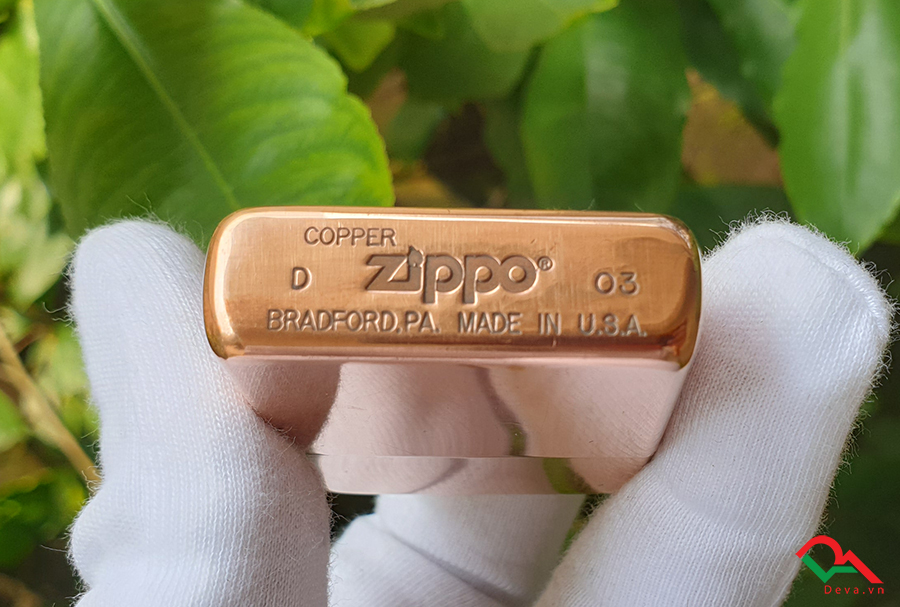 COPPER
D zippo® 03
BRADFORD, PA. MADE IN U.S.A.
Deva.vn